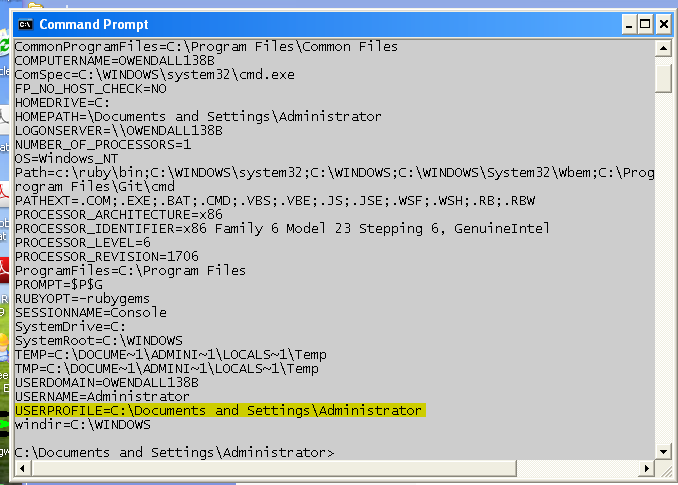 Command Prompt
CommonProgramFiles=C:\Program Files\Common Files
COMPUTERNAME=OWENDALL138B
ComSpec=C:\WINDOWS\system32\cmd.exe
FP_NO_HOST_CHECK=NO
HOMEDRIVE=C:
HOMEPATH=\Documents and Settings\Administrator
LOGONSERVER=\\OWENDALL138B
NUMBER_OF_PROCESSORS=1
OS=Windows_NT
Path=c:\ruby\bin;C:\WINDOWS\system32;C:\WINDOWS;C:\WINDOWS\System32\Wbem;C:\Prog
rogram Files\Git\cmd
PATHEXT=.COM;.EXE;.BAT;.CMD;.VBS;.VBE;.JS;.JSE;.WSF;.WSH;.RB;.RBW
PROCESSOR_ARCHITECTURE=x86
PROCESSOR_IDENTIFIER=x86 Family 6 Model 23 Stepping 6, GenuineIntel
PROCESSOR_LEVEL=6
PROCESSOR_REVISION=1706
ProgramFiles=C:\Program Files
PROMPT=$P$G
RUBYOPT=-rubygems
SESSIONNAME=Console
SystemDrive=C:
SystemRoot=C:\WINDOWS
TEMP=C:\DOCUME~1\ADMINI~1\LOCALS~1\Temp
TMP=C:\DOCUME~1\ADMINI~1\LOCALS~1\Temp
USERDOMAIN=OWENDALL138B
USERNAME=Administrator
USERPROFILE=C:\Documents and Settings\Administrator
windir=C:\WINDOWS
C:\Documents and Settings\Administrator>